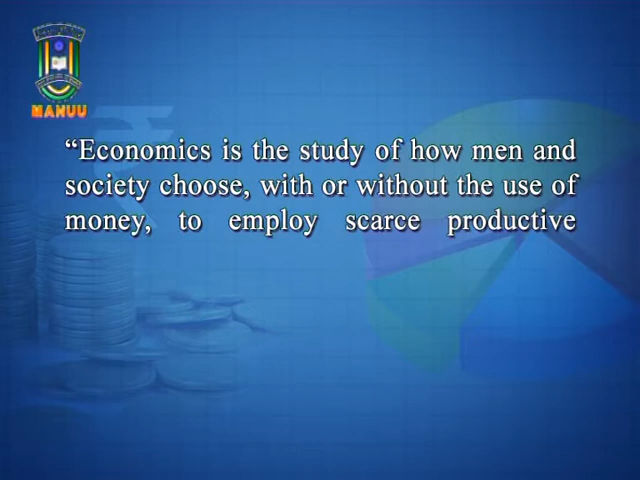 MANUU
“Economics is the study of how men and
society choose, with or without the use of
money, to employ scarce productive